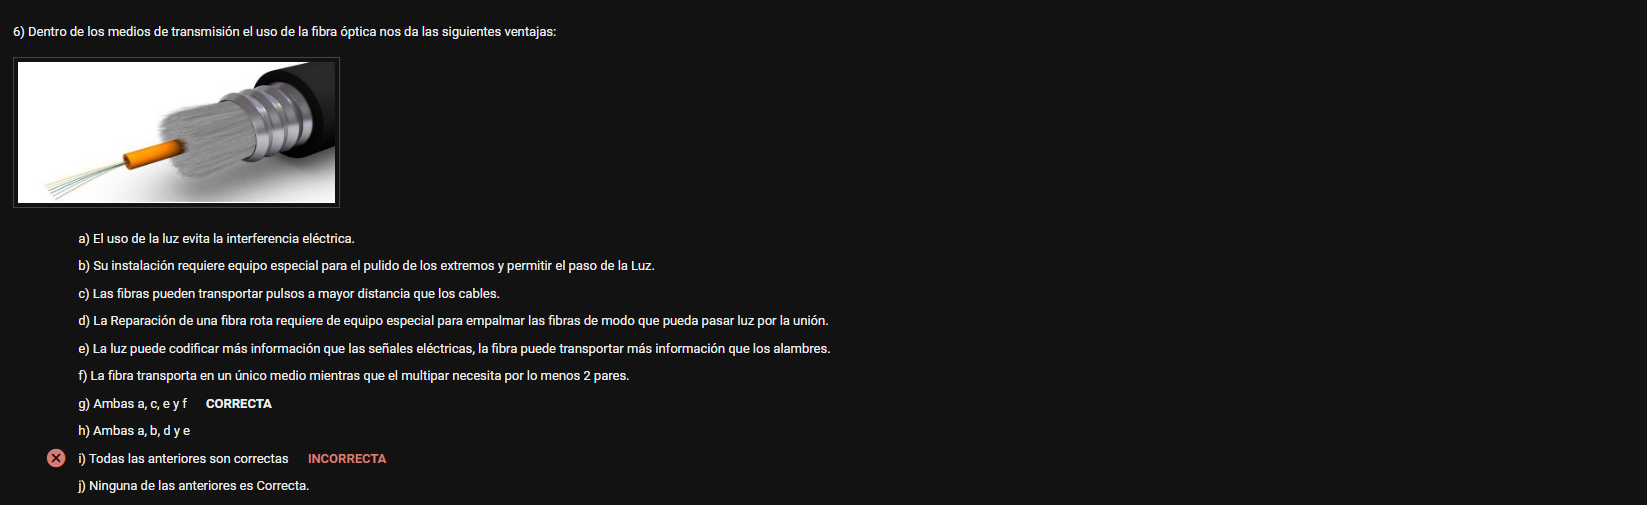 6) Dentro de los medios de transmisión el uso de la fibra óptica nos da las siguientes ventajas:
a) El uso de la luz evita la interferencia eléctrica.
b) Su instalación requiere equipo especial para el pulido de los extremos y permitir el paso de la Luz.
c) Las fibras pueden transportar pulsos a mayor distancia que los cables.
d) La Reparación de una fibra rota requiere de equipo especial para empalmar las fibras de modo que pueda pasar luz por la unión.
e) La luz puede codificar más información que las señales eléctricas, la fibra puede transportar más información que los alambres.
f) La fibra transporta en un único medio mientras que el multipar necesita por lo menos 2 pares.
g) Ambas a, c, e y f CORRECTA
h) Ambas a, b, d y e
i) Todas las anteriores son correctas INCORRECTA
j) Ninguna de las anteriores es Correcta.